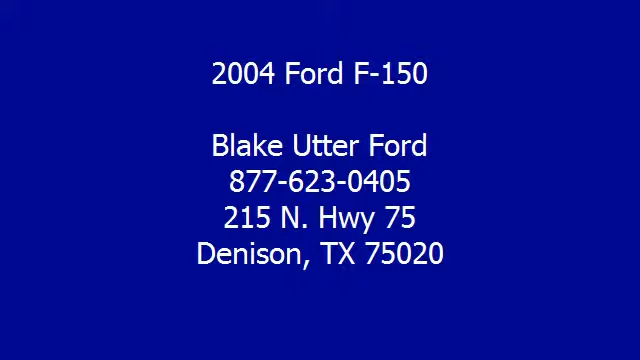 2004 Ford F-150
Blake Utter Ford
877-623-0405
215 N. Hwy 75
Denison, TX 75020